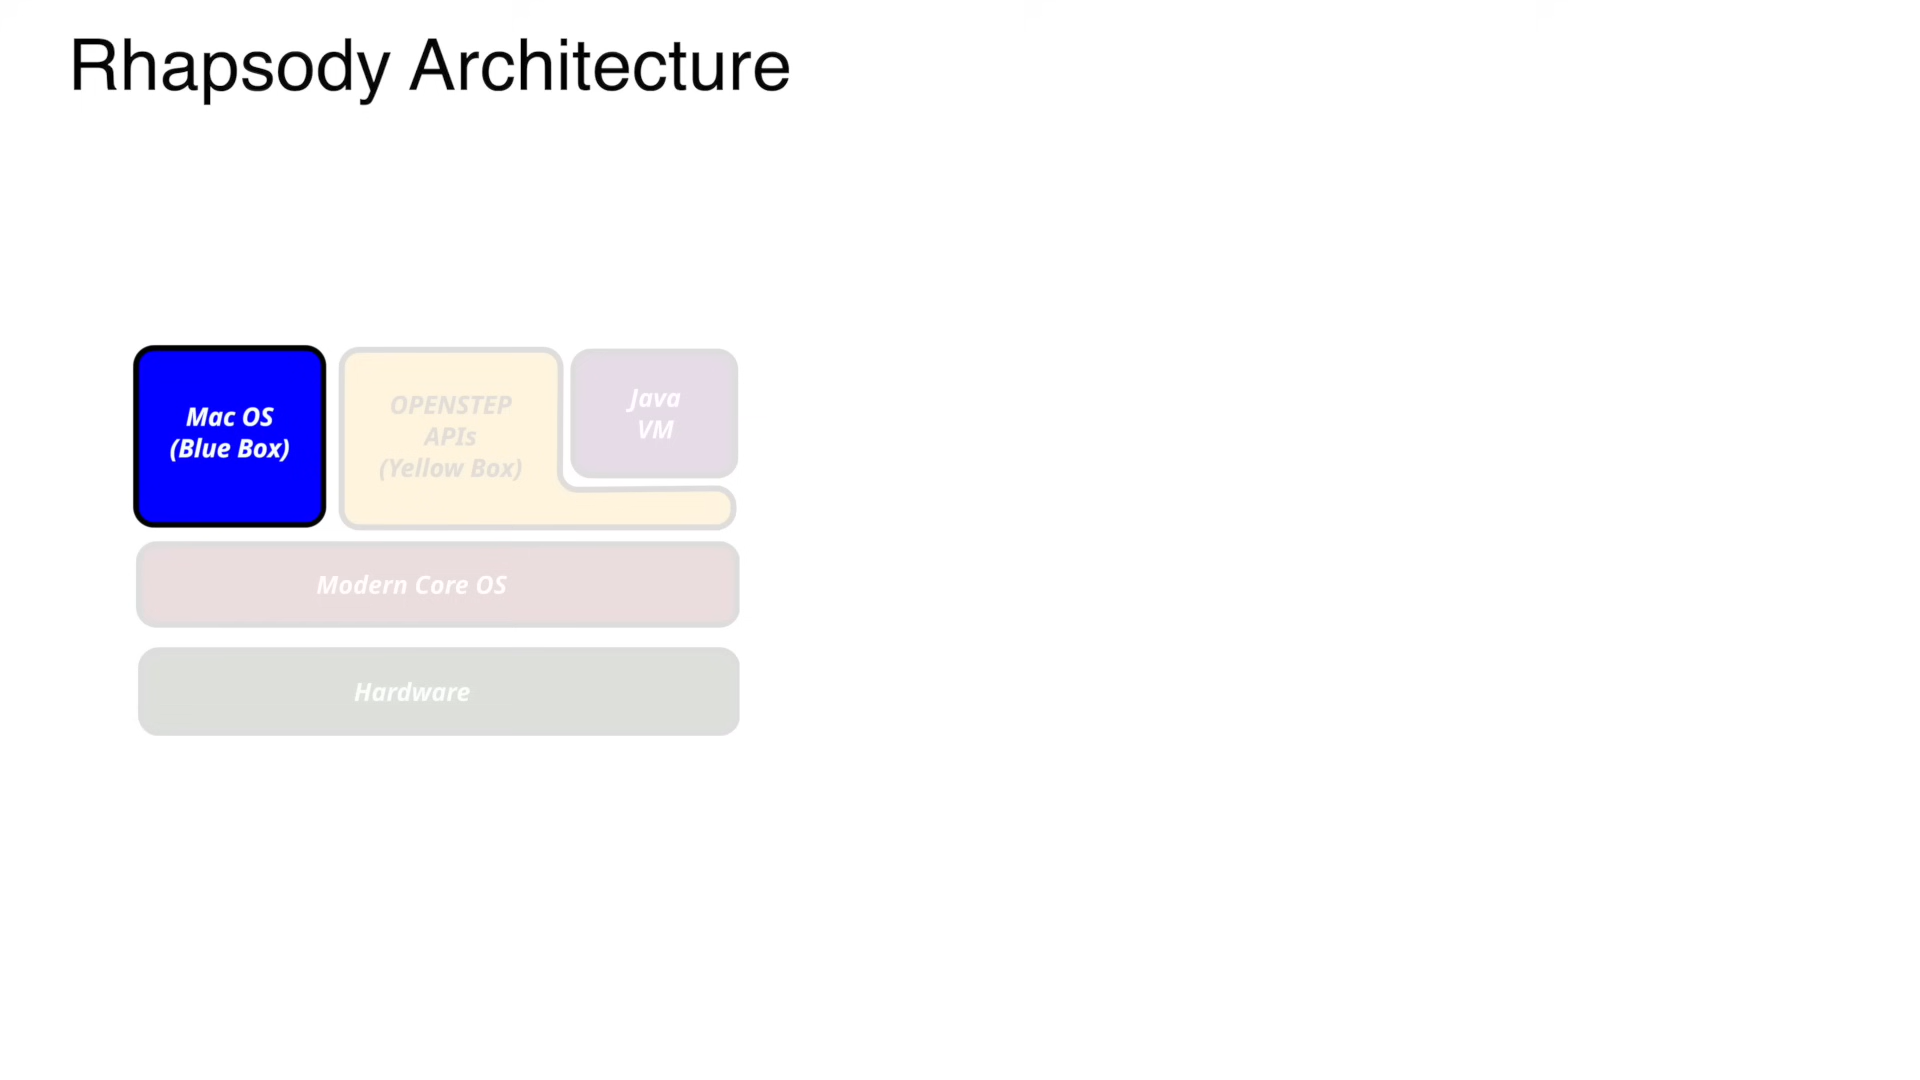 Rhapsody Architecture
Mac OS
(Blue Box)
OPENSTEP
APIs
(Yellow Box)
Java
VM
Modern Core OS
Hardware